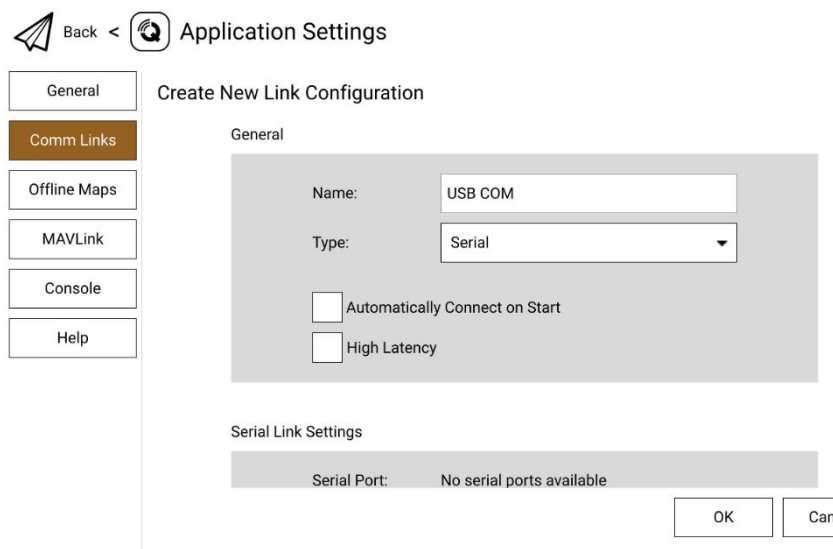 Back < Application Settings
General
Comm Links
Offline Maps
MAVLink
Console
Help
Create New Link Configuration
General
Name: USB COM
Type: Serial
Automatically Connect on Start
High Latency
Serial Link Settings
Serial Port: No serial ports available
OK